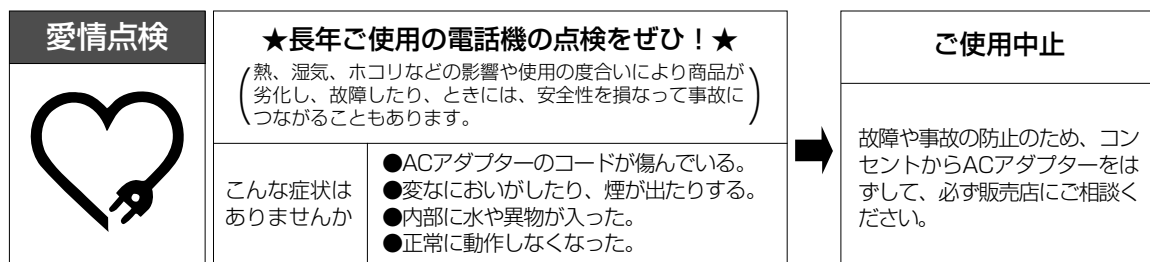 愛情点検
★長年ご使用の電話機の点検をぜひ！★
(熱、湿気、ホコリなどの影響や使用の度合いにより商品が
劣化し、故障したり、ときには、安全性を損なって事故に
つながることもあります。)
こんな症状は
ありませんか
●ACアダプターのコードが傷んでいる。
●変なにおいがしたり、煙が出たりする。
●内部に水や異物が入った。
●正常に動作しなくなった。
ご使用中止
故障や事故の防止のため、コン
セントからACアダプターをは
ずして、必ず販売店にご相談く
ださい。